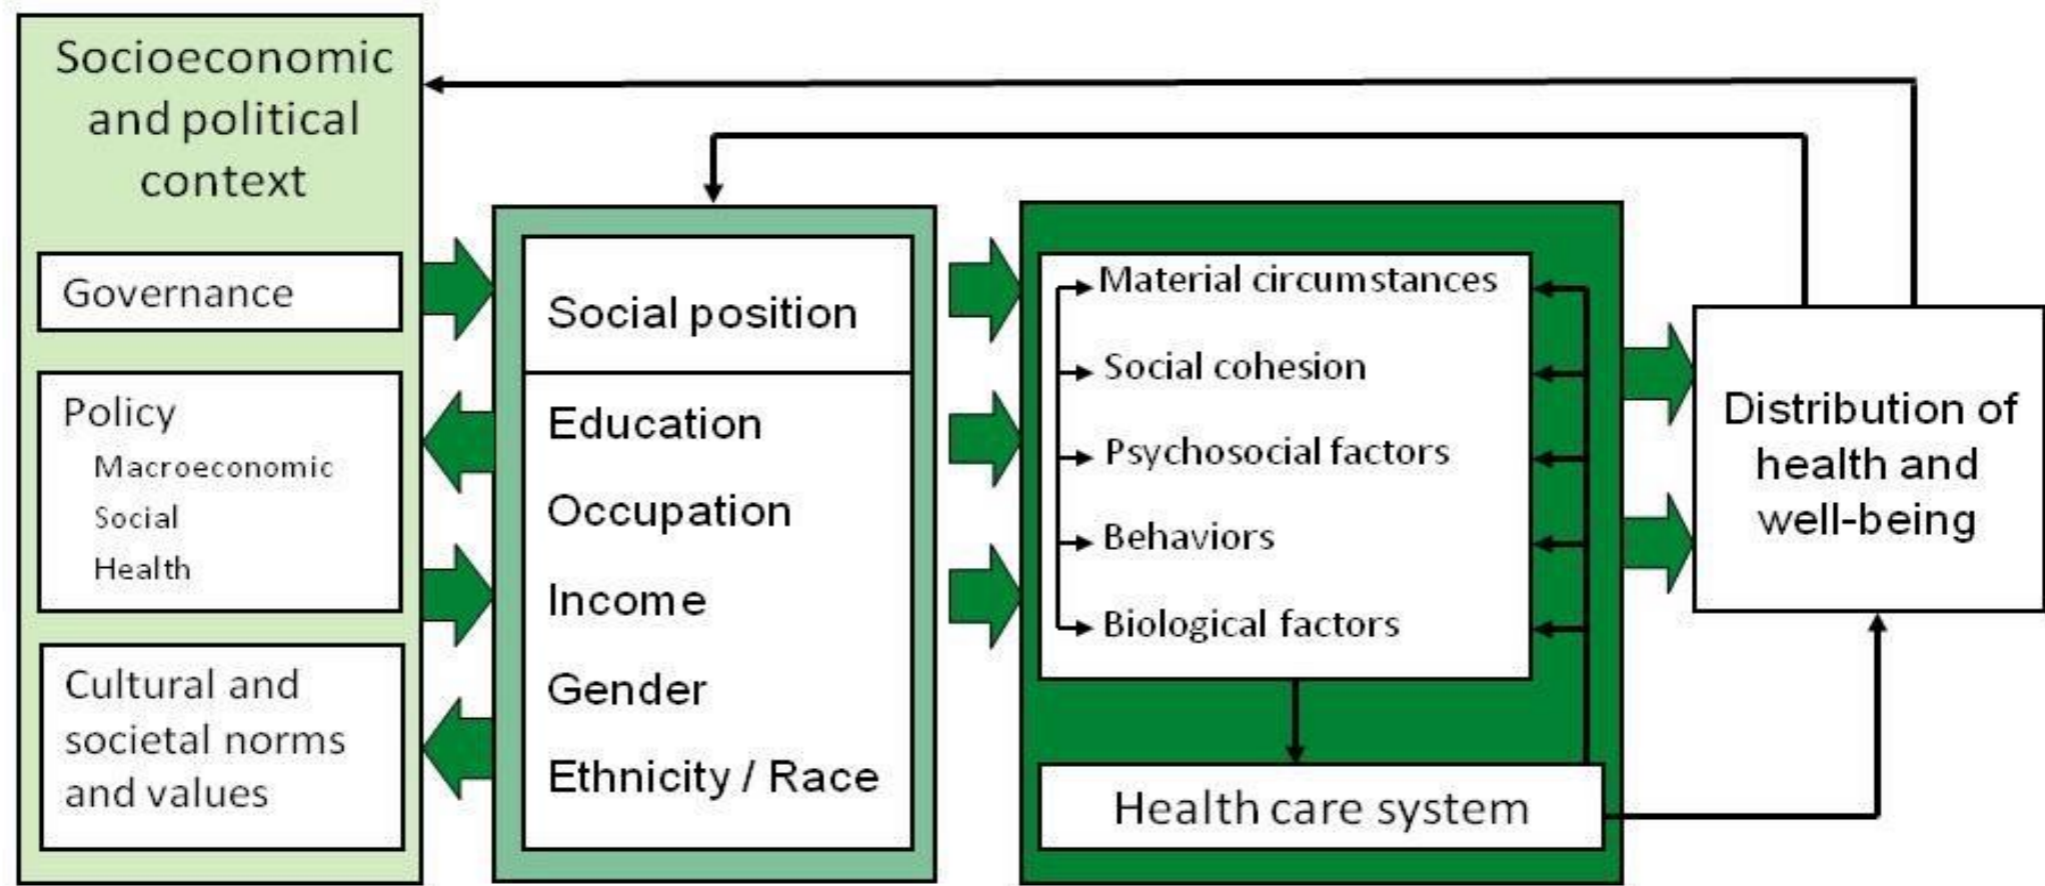 Socioeconomic
and political
context
Governance
Policy
Macroeconomic
Social
Health
Cultural and
societal norms
and values
Social position
Education
Occupation
Income
Gender
Ethnicity / Race
Material circumstances
Social cohesion
Psychosocial factors
Behaviors
Biological factors
Health care system
Distribution of
health and
well-being